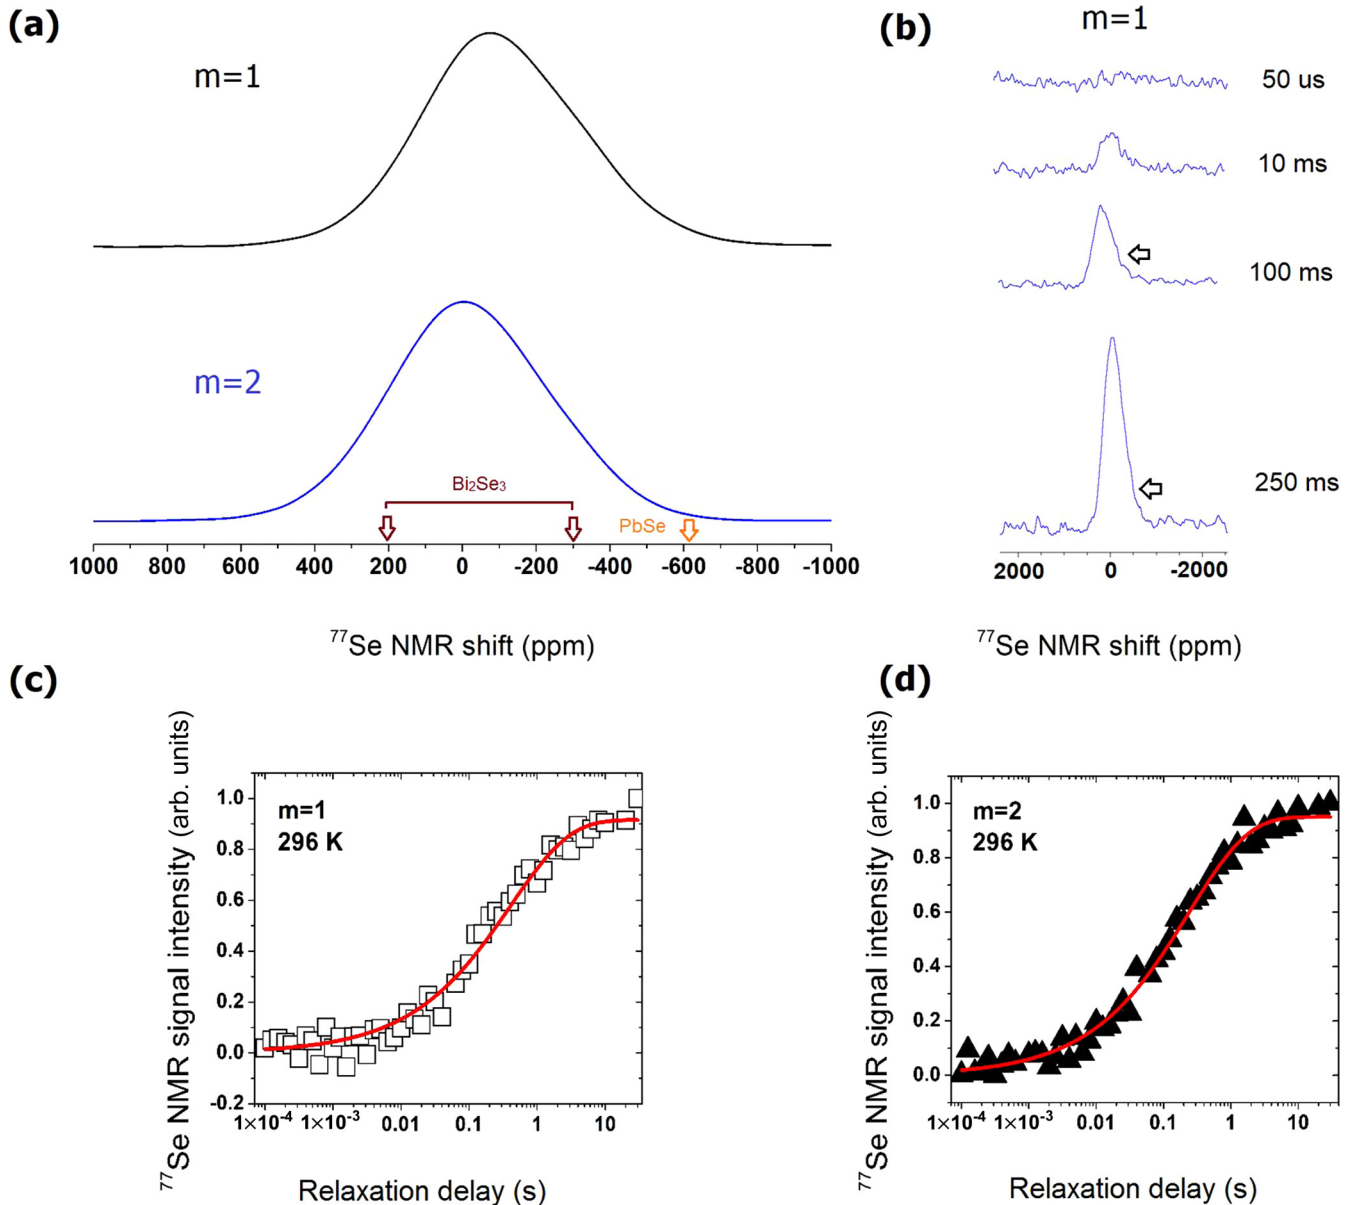 (a)
m=1
m=2
Bi₂Se₃
PbSe
1000 800 600 400 200 0 -200 -400 -600 -800 -1000
⁷⁷Se NMR shift (ppm)
(b)
m=1
50 us
10 ms
100 ms
250 ms
2000 0 -2000
⁷⁷Se NMR shift (ppm)
(c)
⁷⁷Se NMR signal intensity (arb. units)
m=1
296 K
1.0
0.8
0.6
0.4
0.2
0.0
-0.2
1×10⁻⁴ 1×10⁻³ 0.01 0.1 1 10
Relaxation delay (s)
(d)
⁷⁷Se NMR signal intensity (arb. units)
m=2
296 K
1.0
0.8
0.6
0.4
0.2
0.0
1×10⁻⁴ 1×10⁻³ 0.01 0.1 1 10
Relaxation delay (s)